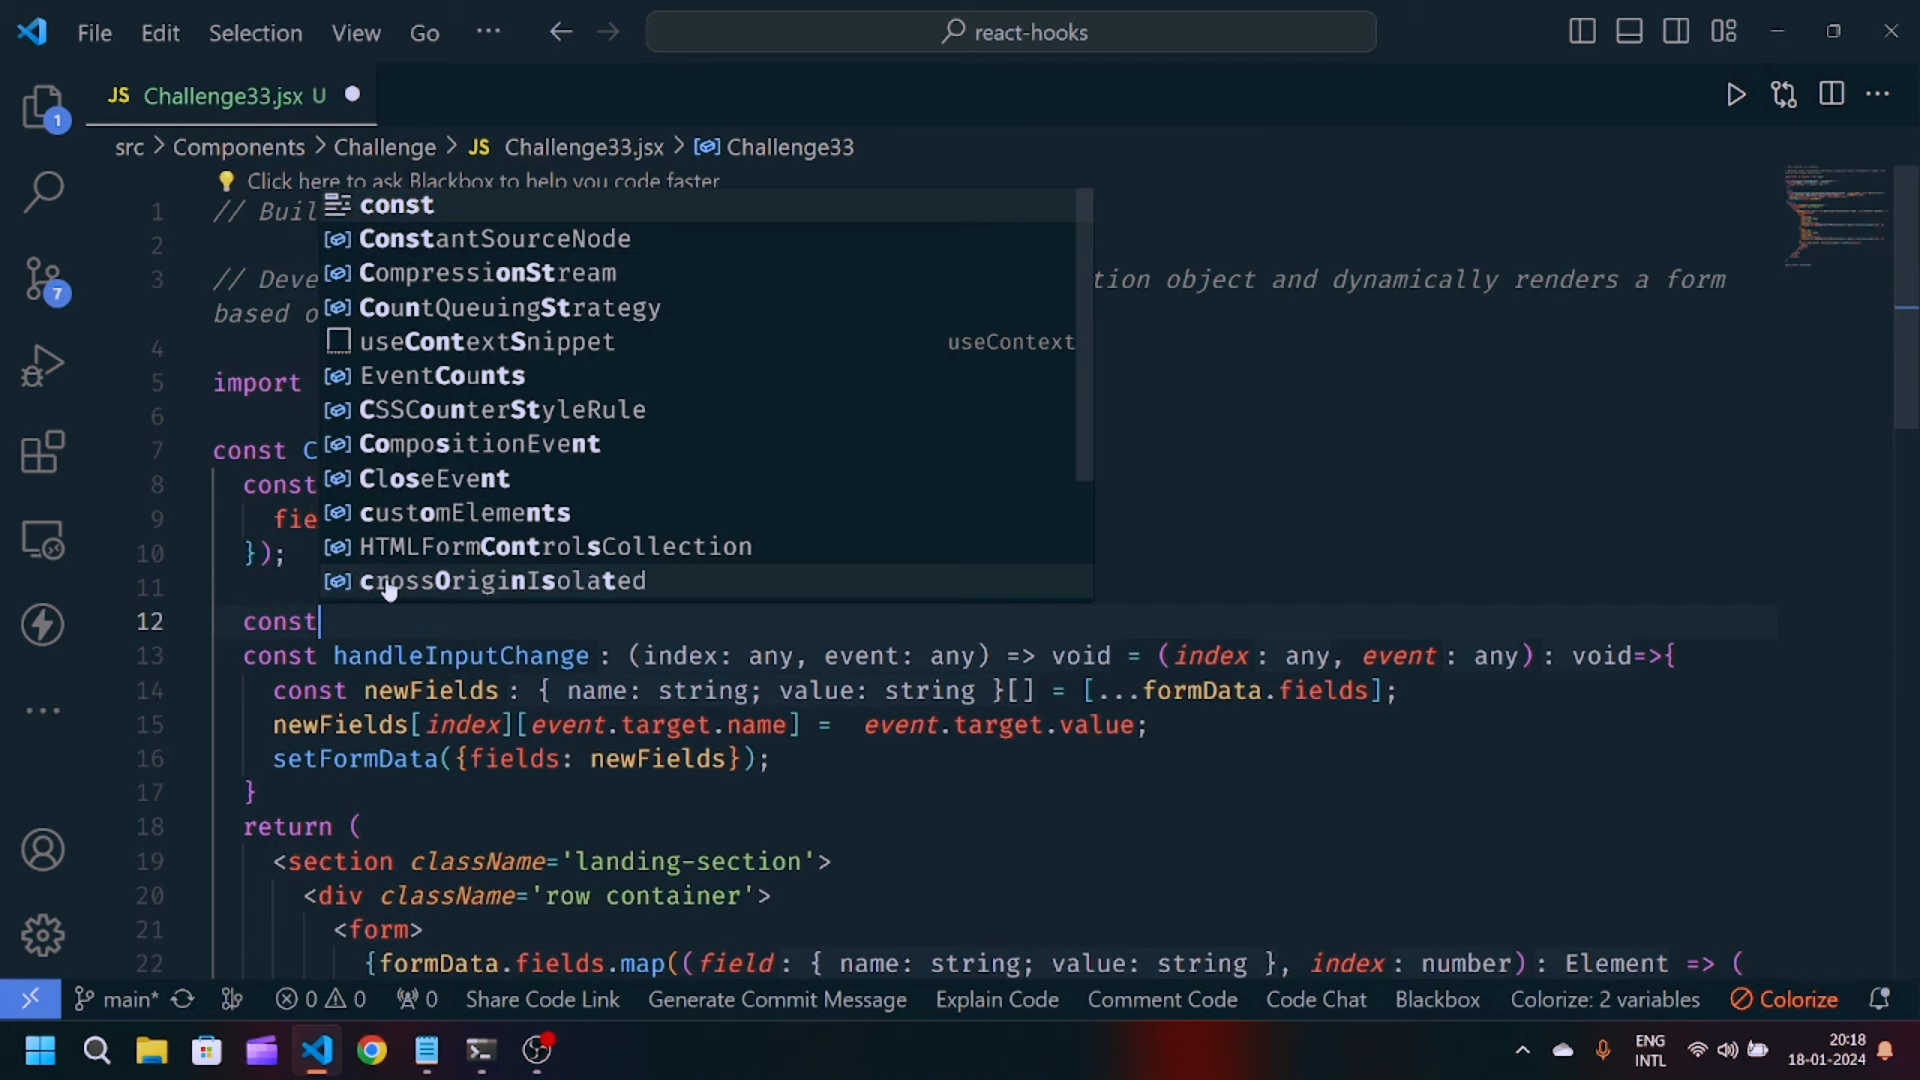 File Edit Selection View Go ··· react-hooks
JS Challenge33.jsx U
src > Components > Challenge > JS Challenge33.jsx > Challenge33
Click here to ask Blackbox to help you code faster
1 // Buil
2
3 // Deve tion object and dynamically renders a form
based o
4
5 import
6
7 const C
8 const
9 fie
10 });
11
const
ConstantSourceNode
CompressionStream
CountQueuingStrategy
useContextSnippet useContext
EventCounts
CSSCounterStyleRule
CompositionEvent
CloseEvent
customElements
HTMLFormControlsCollection
crossOriginIsolated
12 const
13 const handleInputChange: (index: any, event: any) => void = (index: any, event: any): void=>{
14 const newFields: { name: string; value: string }[] = [...formData.fields];
15 newFields[index][event.target.name] = event.target.value;
16 setFormData({fields: newFields});
17 }
18 return (
19 <section className='landing-section'>
20 <div className='row container'>
21 <form>
22 {formData.fields.map((field: { name: string; value: string }, index: number): Element => (
1
7
main* 0 0 0 Share Code Link Generate Commit Message Explain Code Comment Code Code Chat Blackbox Colorize: 2 variables Colorize
ENG
INTL
20:18
18-01-2024